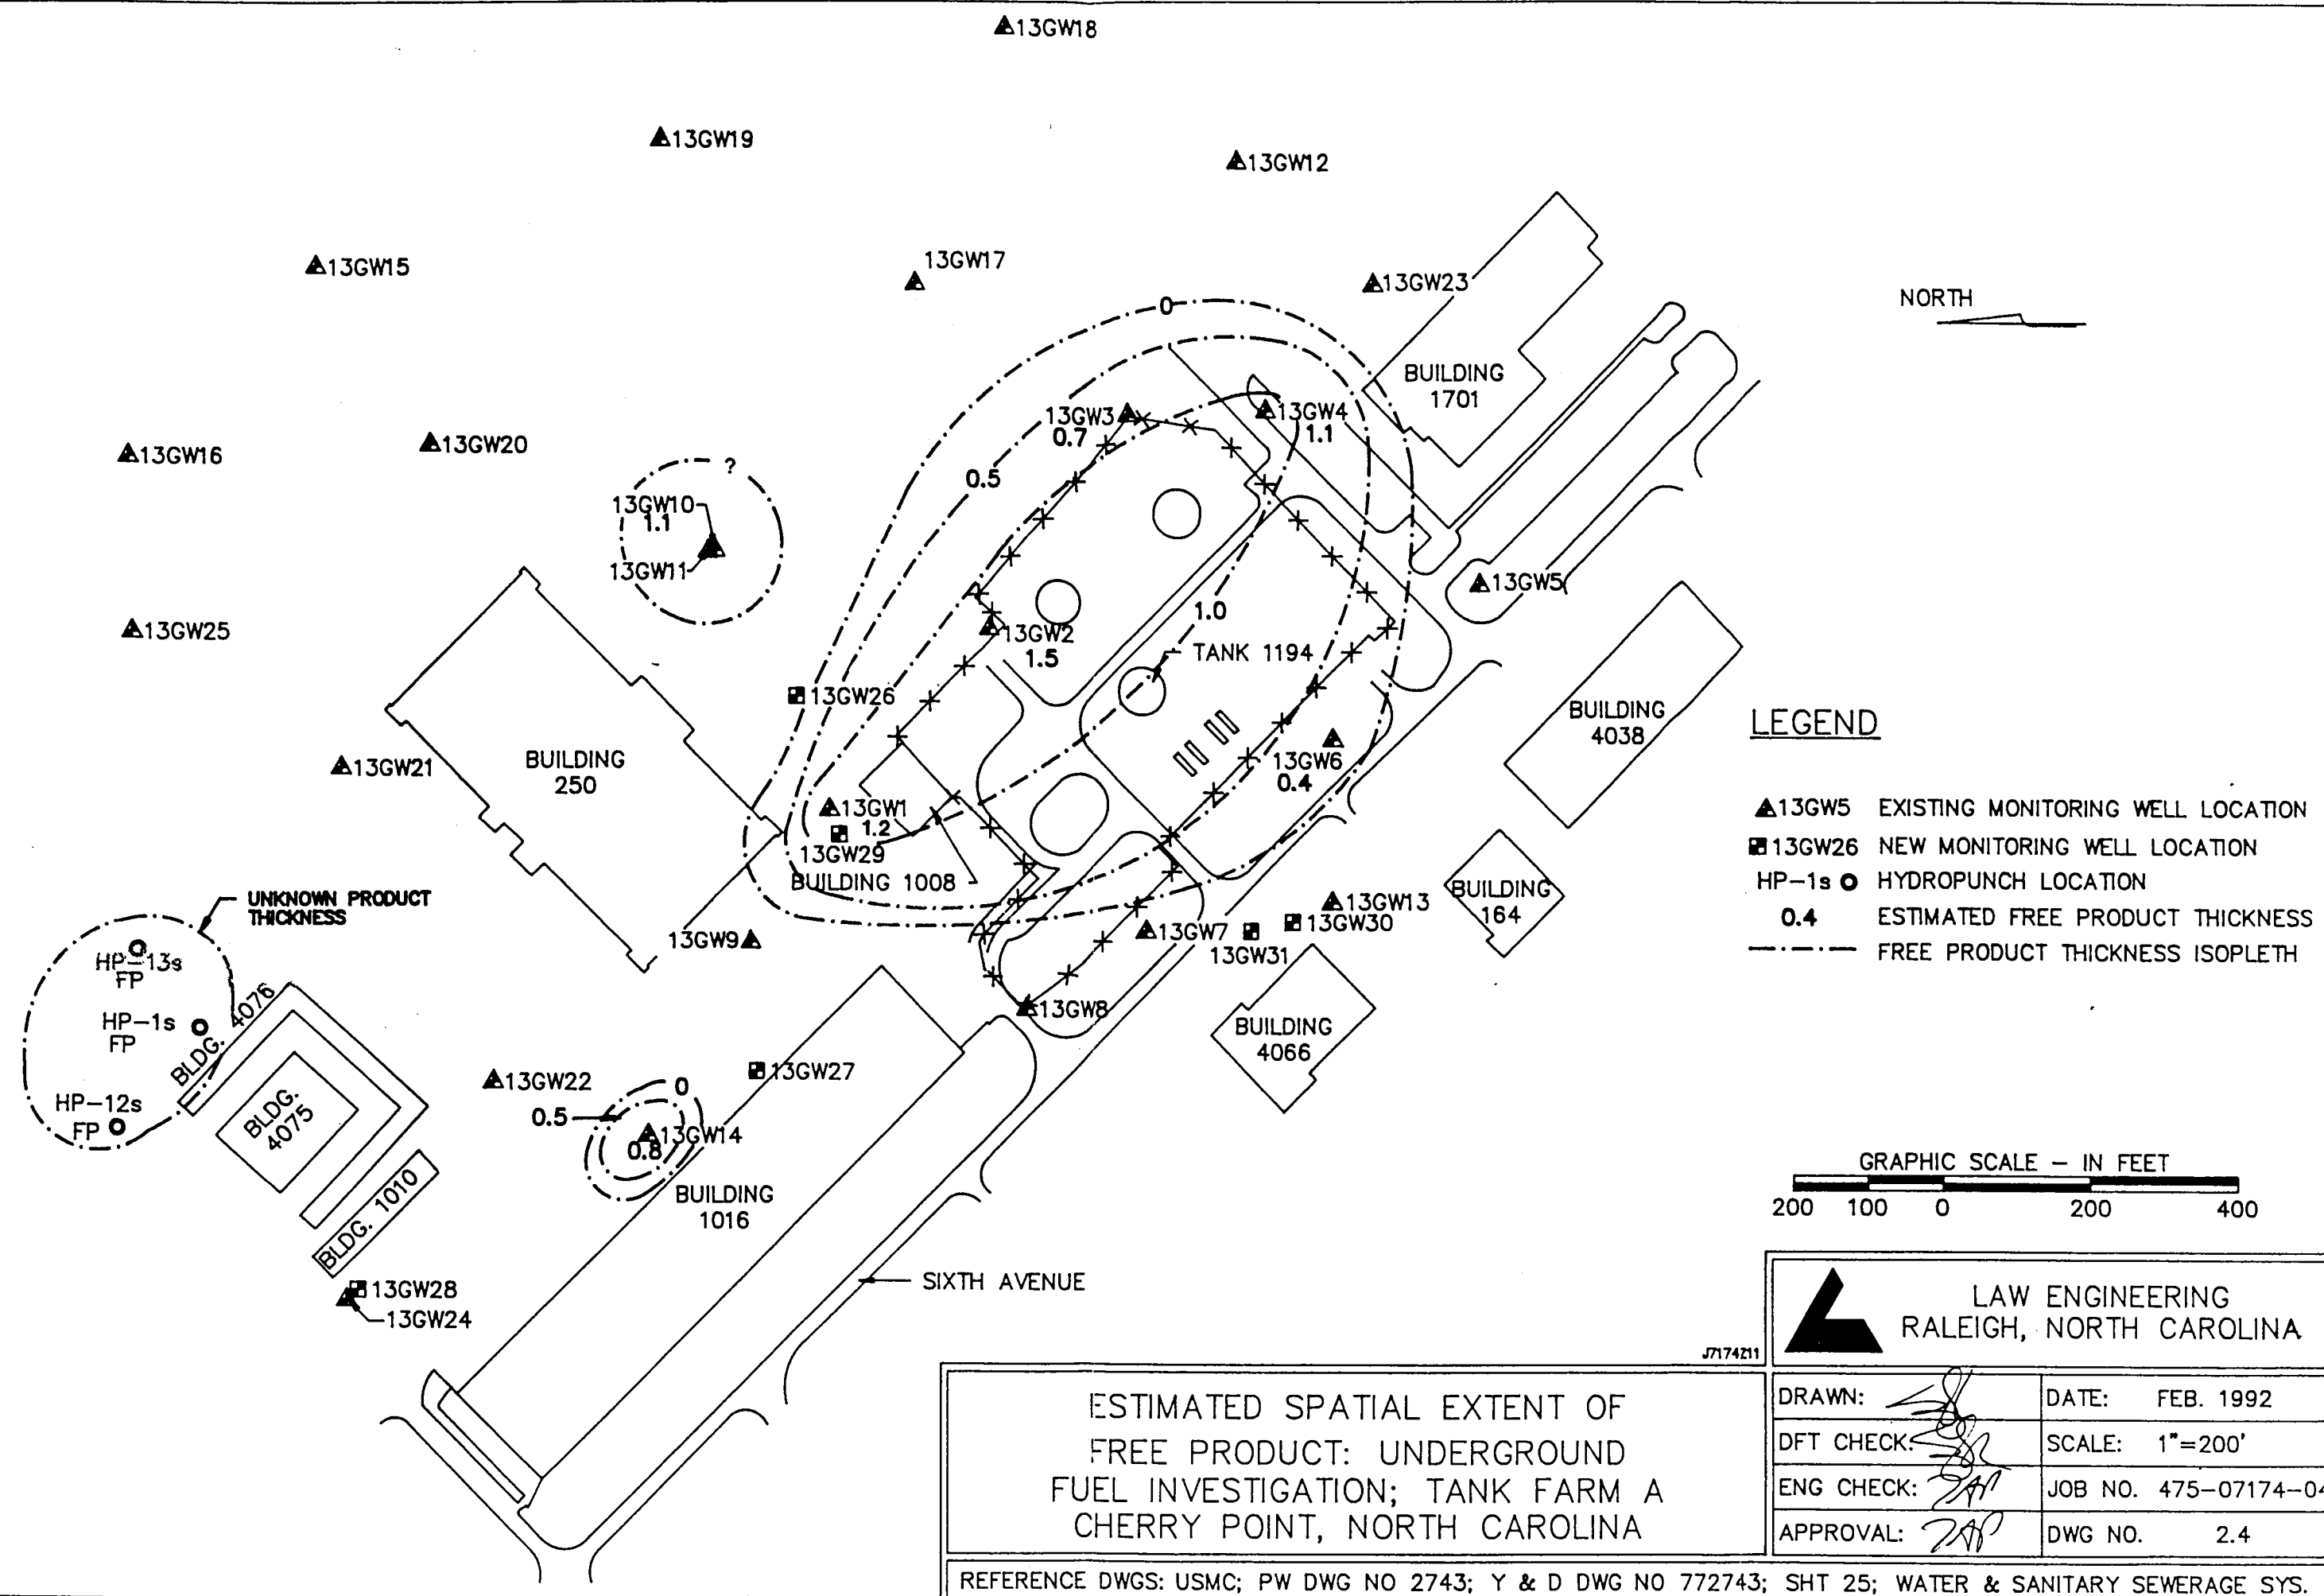 13GW18
13GW19
13GW12
13GW15
13GW17
13GW23
NORTH
0
BUILDING
1701
13GW3
0.7
13GW4
1.1
13GW16
13GW20
?
0.5
13GW10
1.1
13GW11
13GW5
1.0
13GW25
13GW2
1.5
TANK 1194
13GW26
BUILDING
4038
LEGEND
13GW21
BUILDING
250
13GW6
0.4
13GW1
1.2
13GW29
BUILDING 1008
13GW5 EXISTING MONITORING WELL LOCATION
13GW26 NEW MONITORING WELL LOCATION
HP-1s HYDROPUNCH LOCATION
0.4 ESTIMATED FREE PRODUCT THICKNESS
FREE PRODUCT THICKNESS ISOPLETH
UNKNOWN PRODUCT
THICKNESS
BUILDING
164
13GW13
13GW9
13GW7
13GW30
13GW31
HP-13s
FP
HP-1s
FP
BLDG. 4076
13GW8
BUILDING
4066
13GW22
13GW27
0
0.5
HP-12s
FP
BLDG.
4075
13GW14
0.8
BUILDING
1016
GRAPHIC SCALE - IN FEET
200 100 0 200 400
BLDG. 1010
13GW28
13GW24
SIXTH AVENUE
J7174211
LAW ENGINEERING
RALEIGH, NORTH CAROLINA
ESTIMATED SPATIAL EXTENT OF
FREE PRODUCT: UNDERGROUND
FUEL INVESTIGATION; TANK FARM A
CHERRY POINT, NORTH CAROLINA
DRAWN:
DATE: FEB. 1992
DFT CHECK:
SCALE: 1"=200'
ENG CHECK:
JOB NO. 475-07174-04
APPROVAL:
DWG NO. 2.4
REFERENCE DWGS: USMC; PW DWG NO 2743; Y & D DWG NO 772743; SHT 25; WATER & SANITARY SEWERAGE SYS.